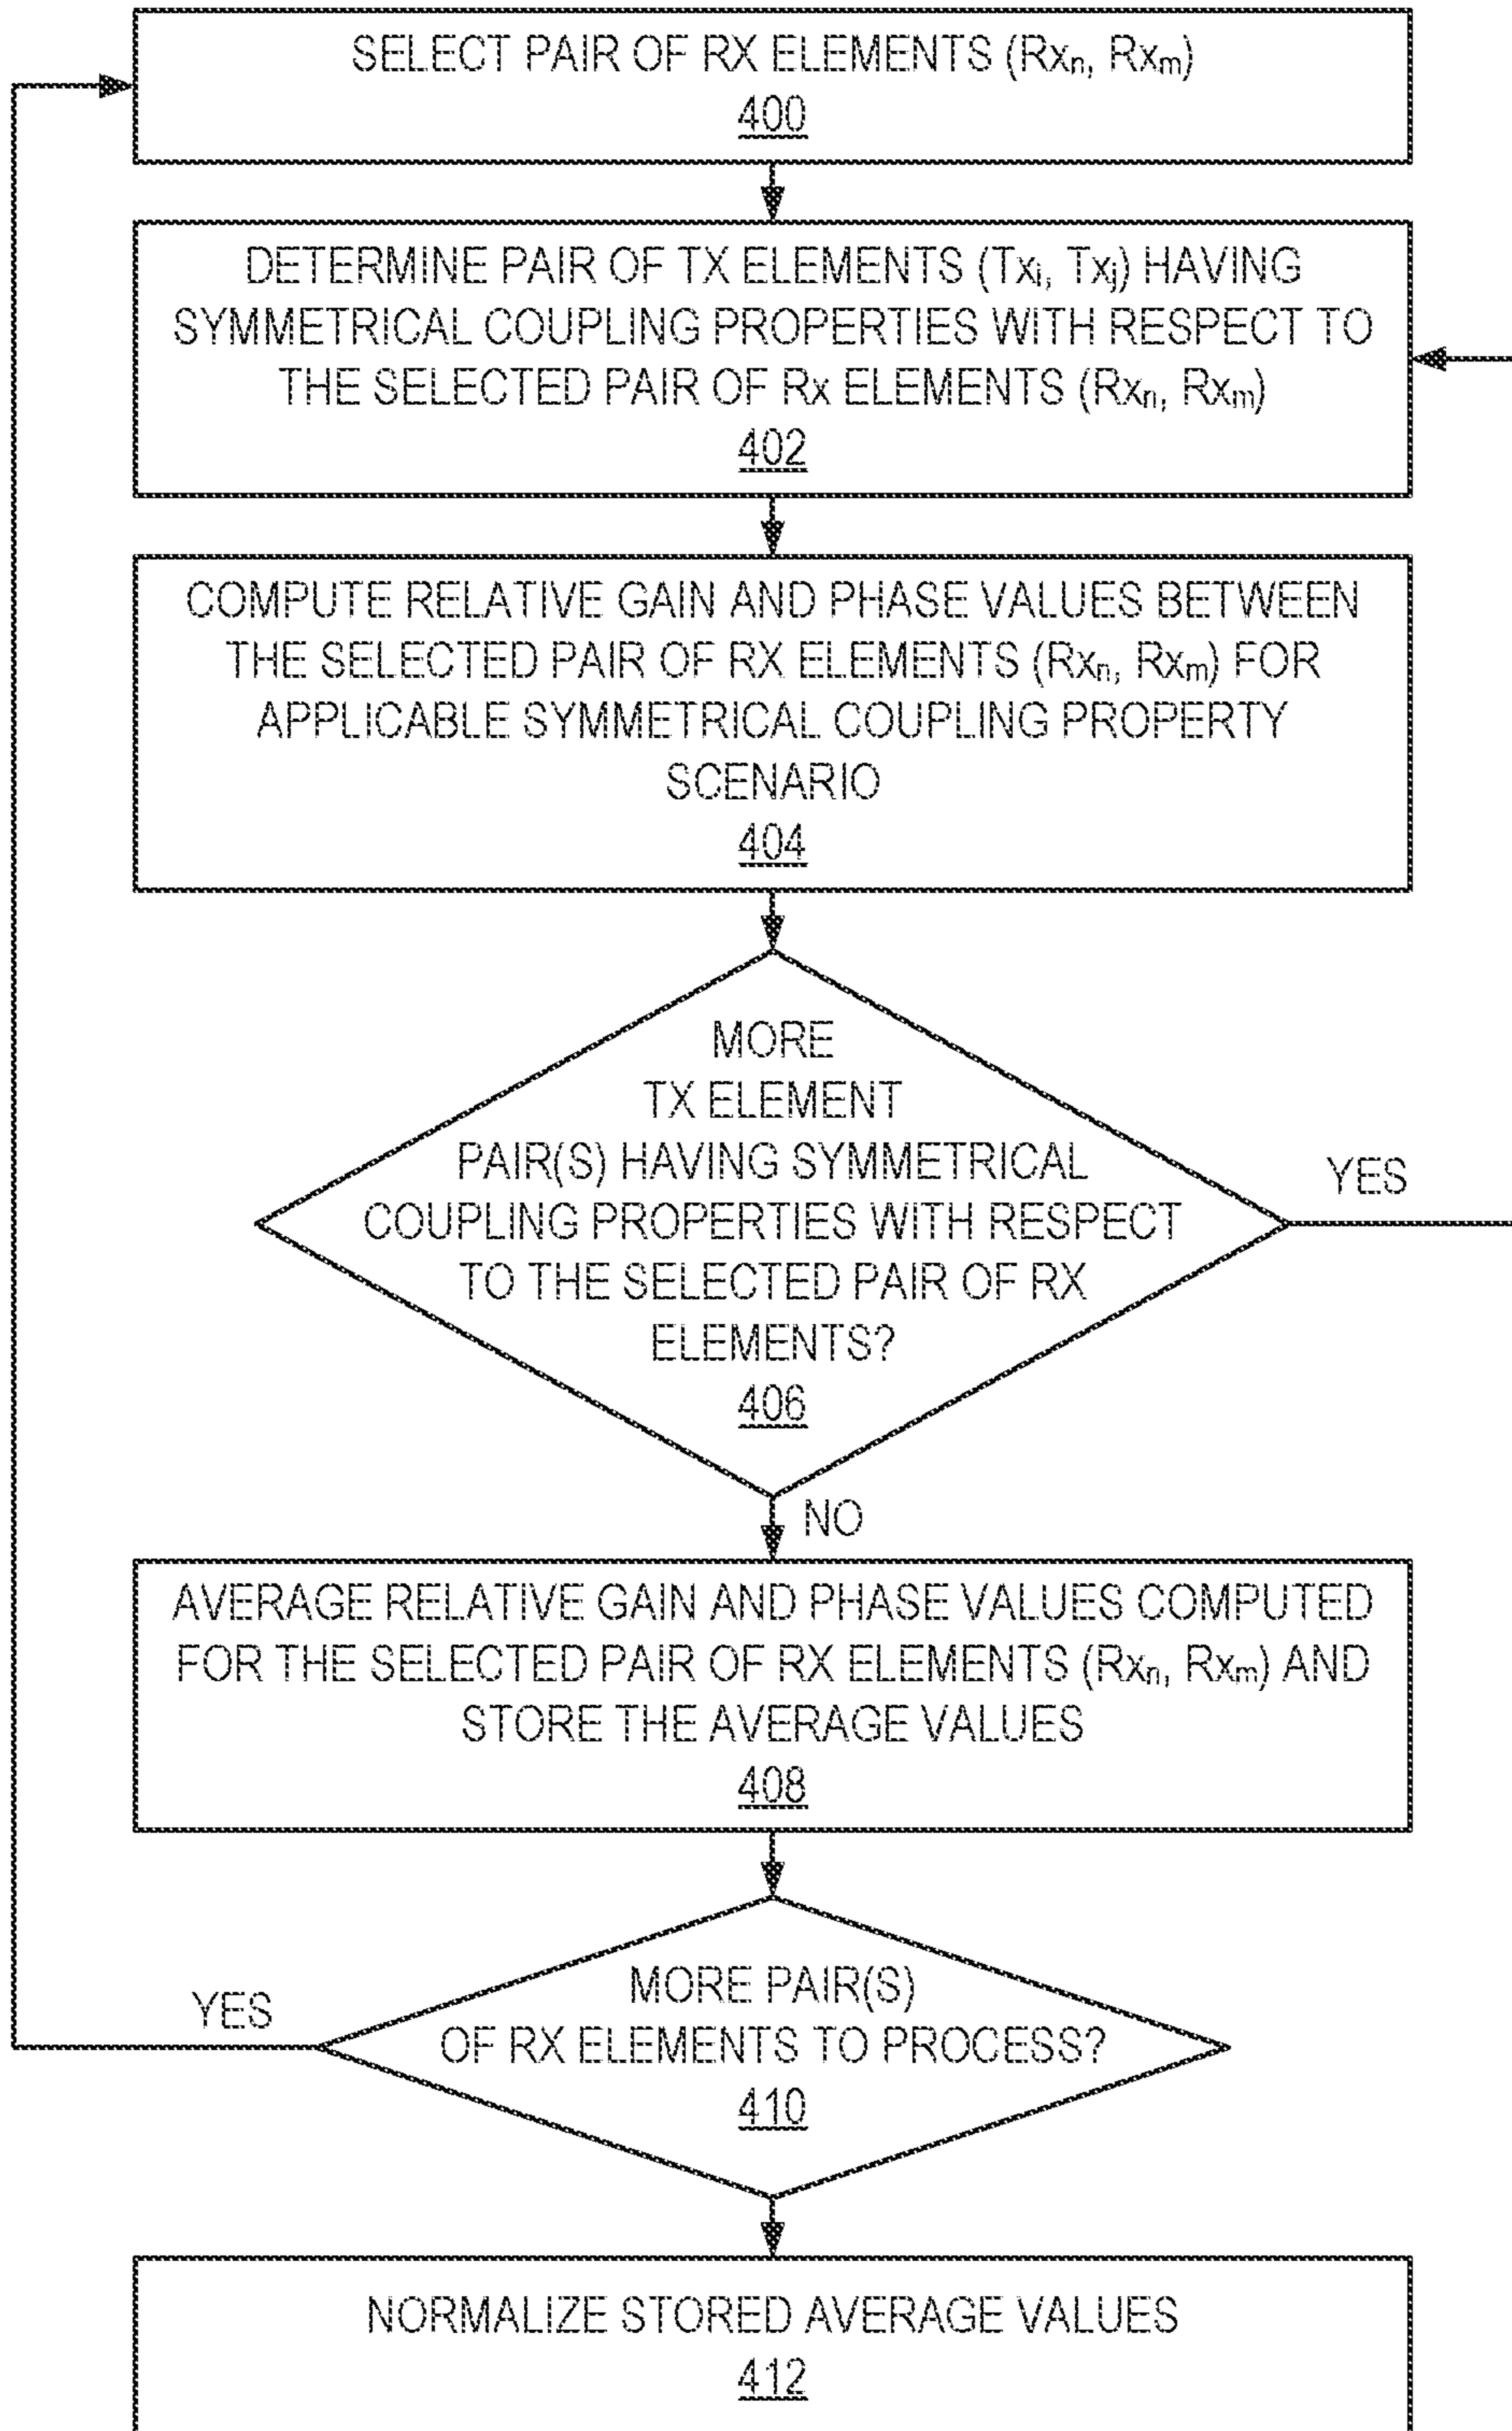 SELECT PAIR OF RX ELEMENTS (Rxn, Rxm)
400
DETERMINE PAIR OF TX ELEMENTS (Txi, Txj) HAVING
SYMMETRICAL COUPLING PROPERTIES WITH RESPECT TO
THE SELECTED PAIR OF Rx ELEMENTS (Rxn, Rxm)
402
COMPUTE RELATIVE GAIN AND PHASE VALUES BETWEEN
THE SELECTED PAIR OF RX ELEMENTS (Rxn, Rxm) FOR
APPLICABLE SYMMETRICAL COUPLING PROPERTY
SCENARIO
404
MORE
TX ELEMENT
PAIR(S) HAVING SYMMETRICAL
COUPLING PROPERTIES WITH RESPECT
TO THE SELECTED PAIR OF RX
ELEMENTS?
406
YES
NO
AVERAGE RELATIVE GAIN AND PHASE VALUES COMPUTED
FOR THE SELECTED PAIR OF RX ELEMENTS (Rxn, Rxm) AND
STORE THE AVERAGE VALUES
408
MORE PAIR(S)
OF RX ELEMENTS TO PROCESS?
410
YES
NORMALIZE STORED AVERAGE VALUES
412